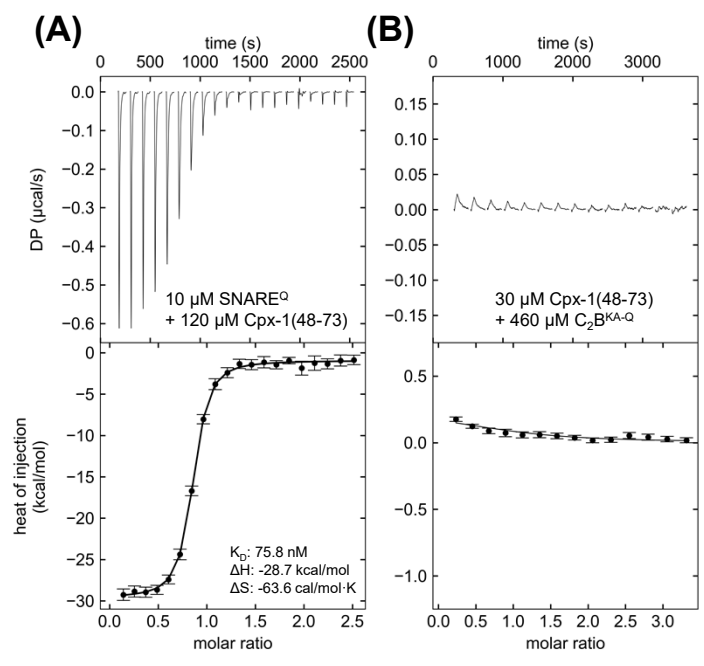 (A)
time (s)
0 500 1000 1500 2000 2500
0.0
−0.1
−0.2
−0.3
−0.4
−0.5
−0.6
DP (μcal/s)
10 μM SNARE^Q
+ 120 μM Cpx-1(48-73)
0
−5
−10
−15
−20
−25
−30
heat of injection
(kcal/mol)
K_D: 75.8 nM
ΔH: -28.7 kcal/mol
ΔS: -63.6 cal/mol·K
0.0 0.5 1.0 1.5 2.0 2.5
molar ratio
(B)
time (s)
0 1000 2000 3000
0.15
0.10
0.05
0.00
−0.05
−0.10
−0.15
30 μM Cpx-1(48-73)
+ 460 μM C₂B^KA-Q
0.5
0.0
−0.5
−1.0
0.0 0.5 1.0 1.5 2.0 2.5 3.0
molar ratio